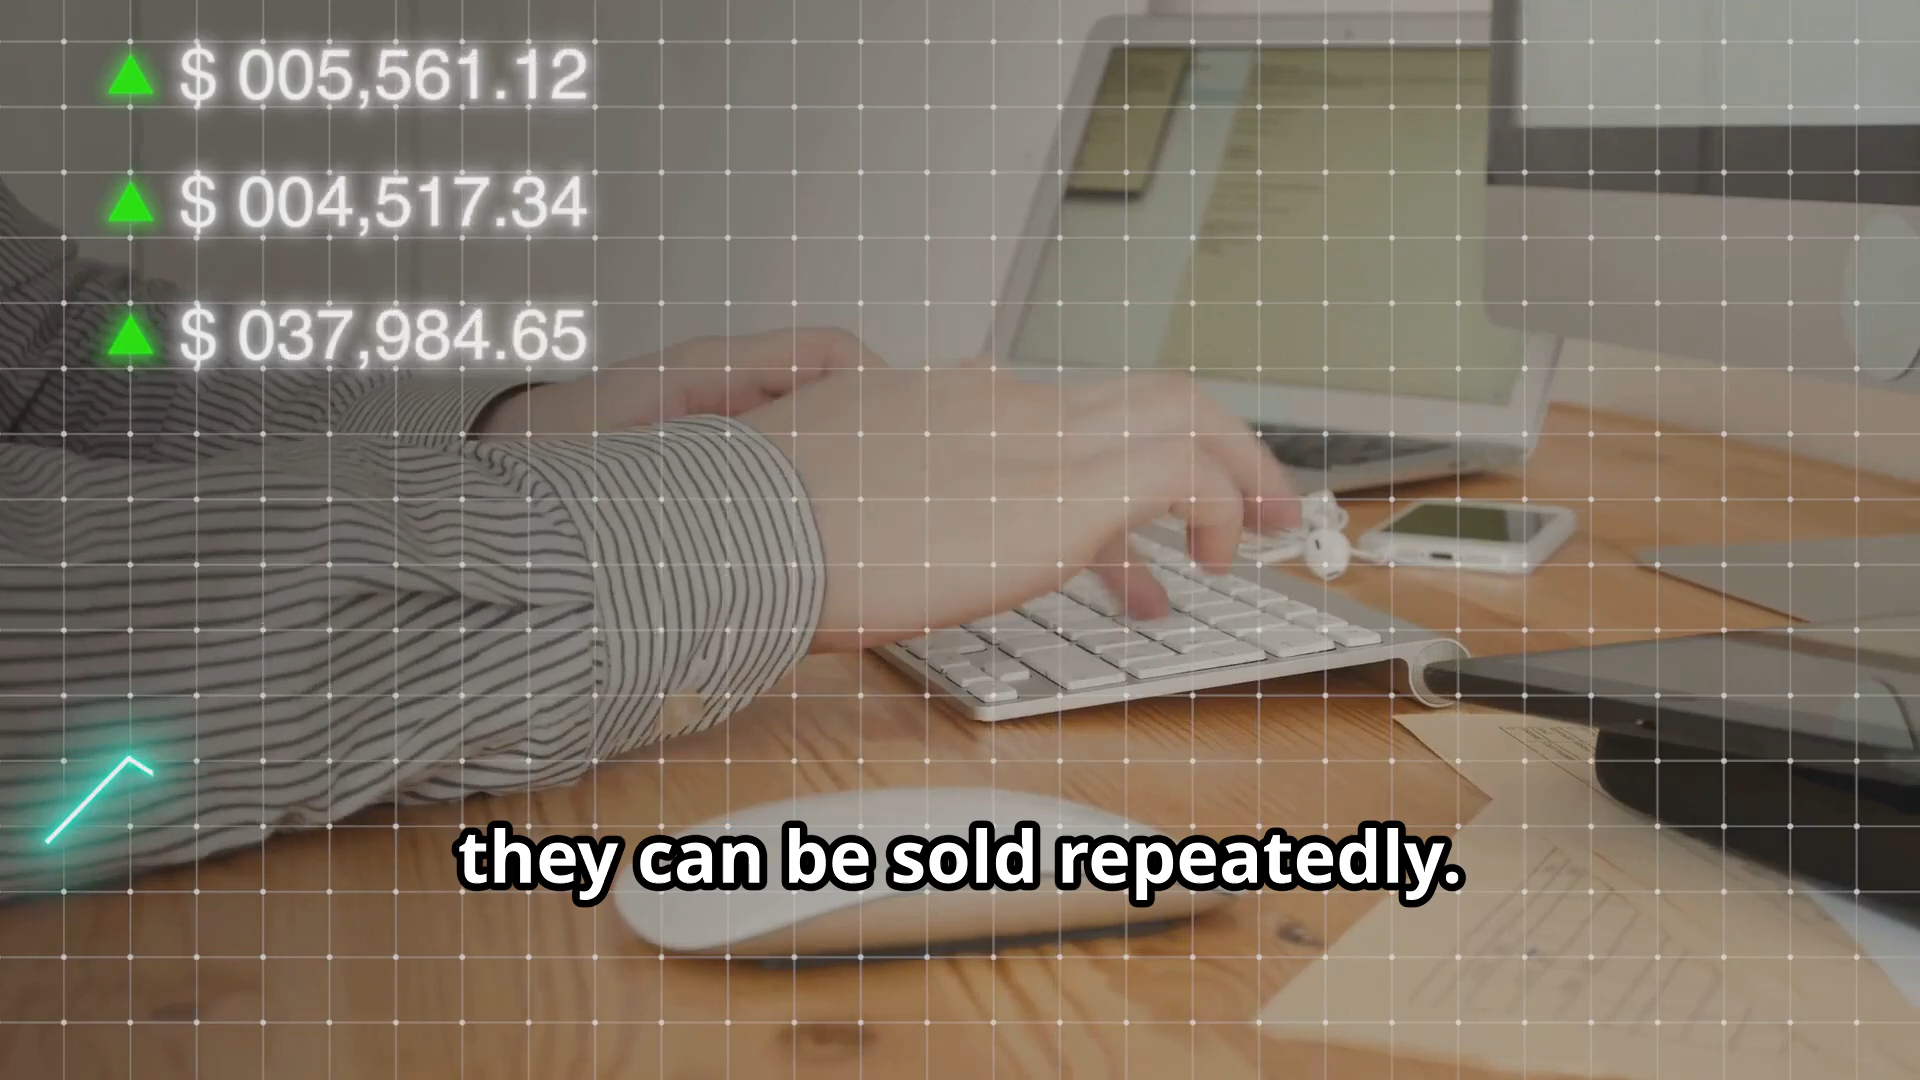 $ 005,561.12
$ 004,517.34
$ 037,984.65
they can be sold repeatedly.